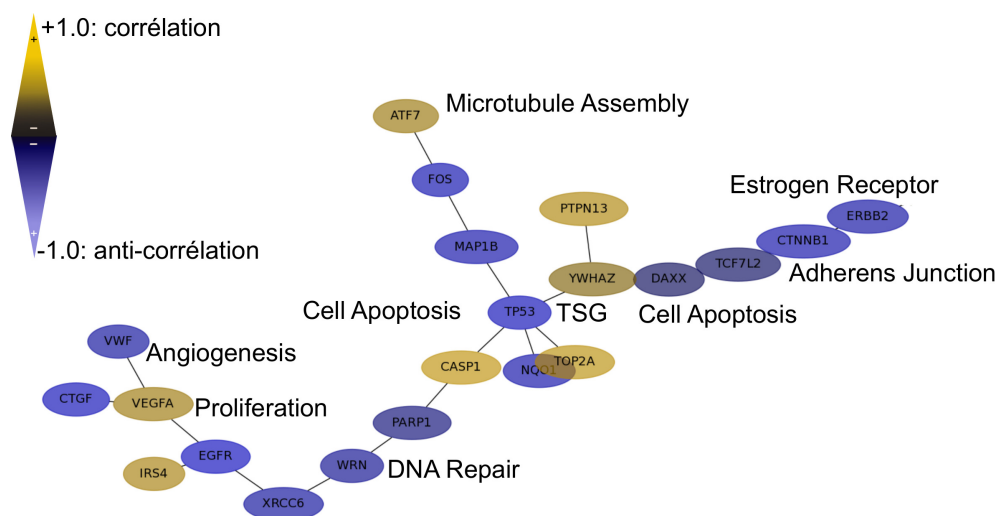 +1.0: corrélation
+
−
−
+
-1.0: anti-corrélation
ATF7
Microtubule Assembly
FOS
PTPN13
Estrogen Receptor
ERBB2
MAP1B
CTNNB1
TCF7L2
Adherens Junction
YWHAZ
DAXX
Cell Apoptosis
TP53
TSG
Cell Apoptosis
VWF
Angiogenesis
CASP1
NQO1
TOP2A
CTGF
VEGFA
Proliferation
PARP1
EGFR
IRS4
WRN
DNA Repair
XRCC6